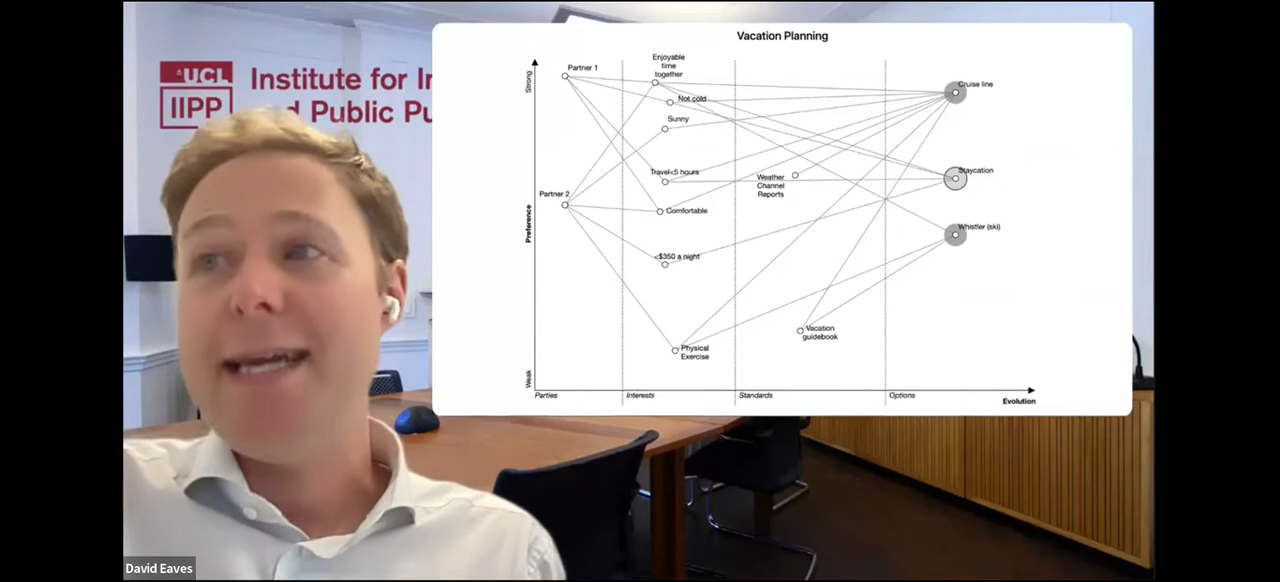 UCL
IIPP
Institute for
and Public
David Eaves
Vacation Planning
Strong
Preference
Weak
Partner 1
Partner 2
Enjoyable
time
together
Not cold
Sunny
Travel<5 hours
Comfortable
<$350 a night
Physical
Exercise
Weather
Channel
Reports
Vacation
guidebook
Cruise line
Staycation
Whistler (ski)
Parties
Interests
Standards
Options
Evolution